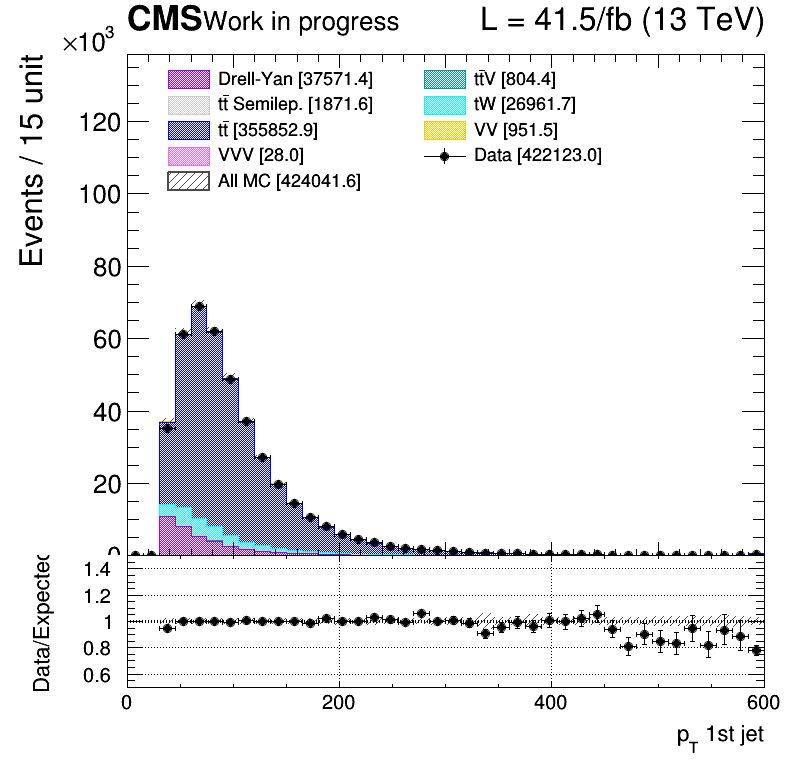 CMS Work in progress L = 41.5/fb (13 TeV)
×10³
Events / 15 unit
Drell-Yan [37571.4]
tt̄V [804.4]
tt̄ Semilep. [1871.6]
tW [26961.7]
tt̄ [355852.9]
VV [951.5]
VVV [28.0]
Data [422123.0]
All MC [424041.6]
120
100
80
60
40
20
0
Data/Expected
1.4
1.2
1
0.8
0.6
0 200 400 600
p_T 1st jet